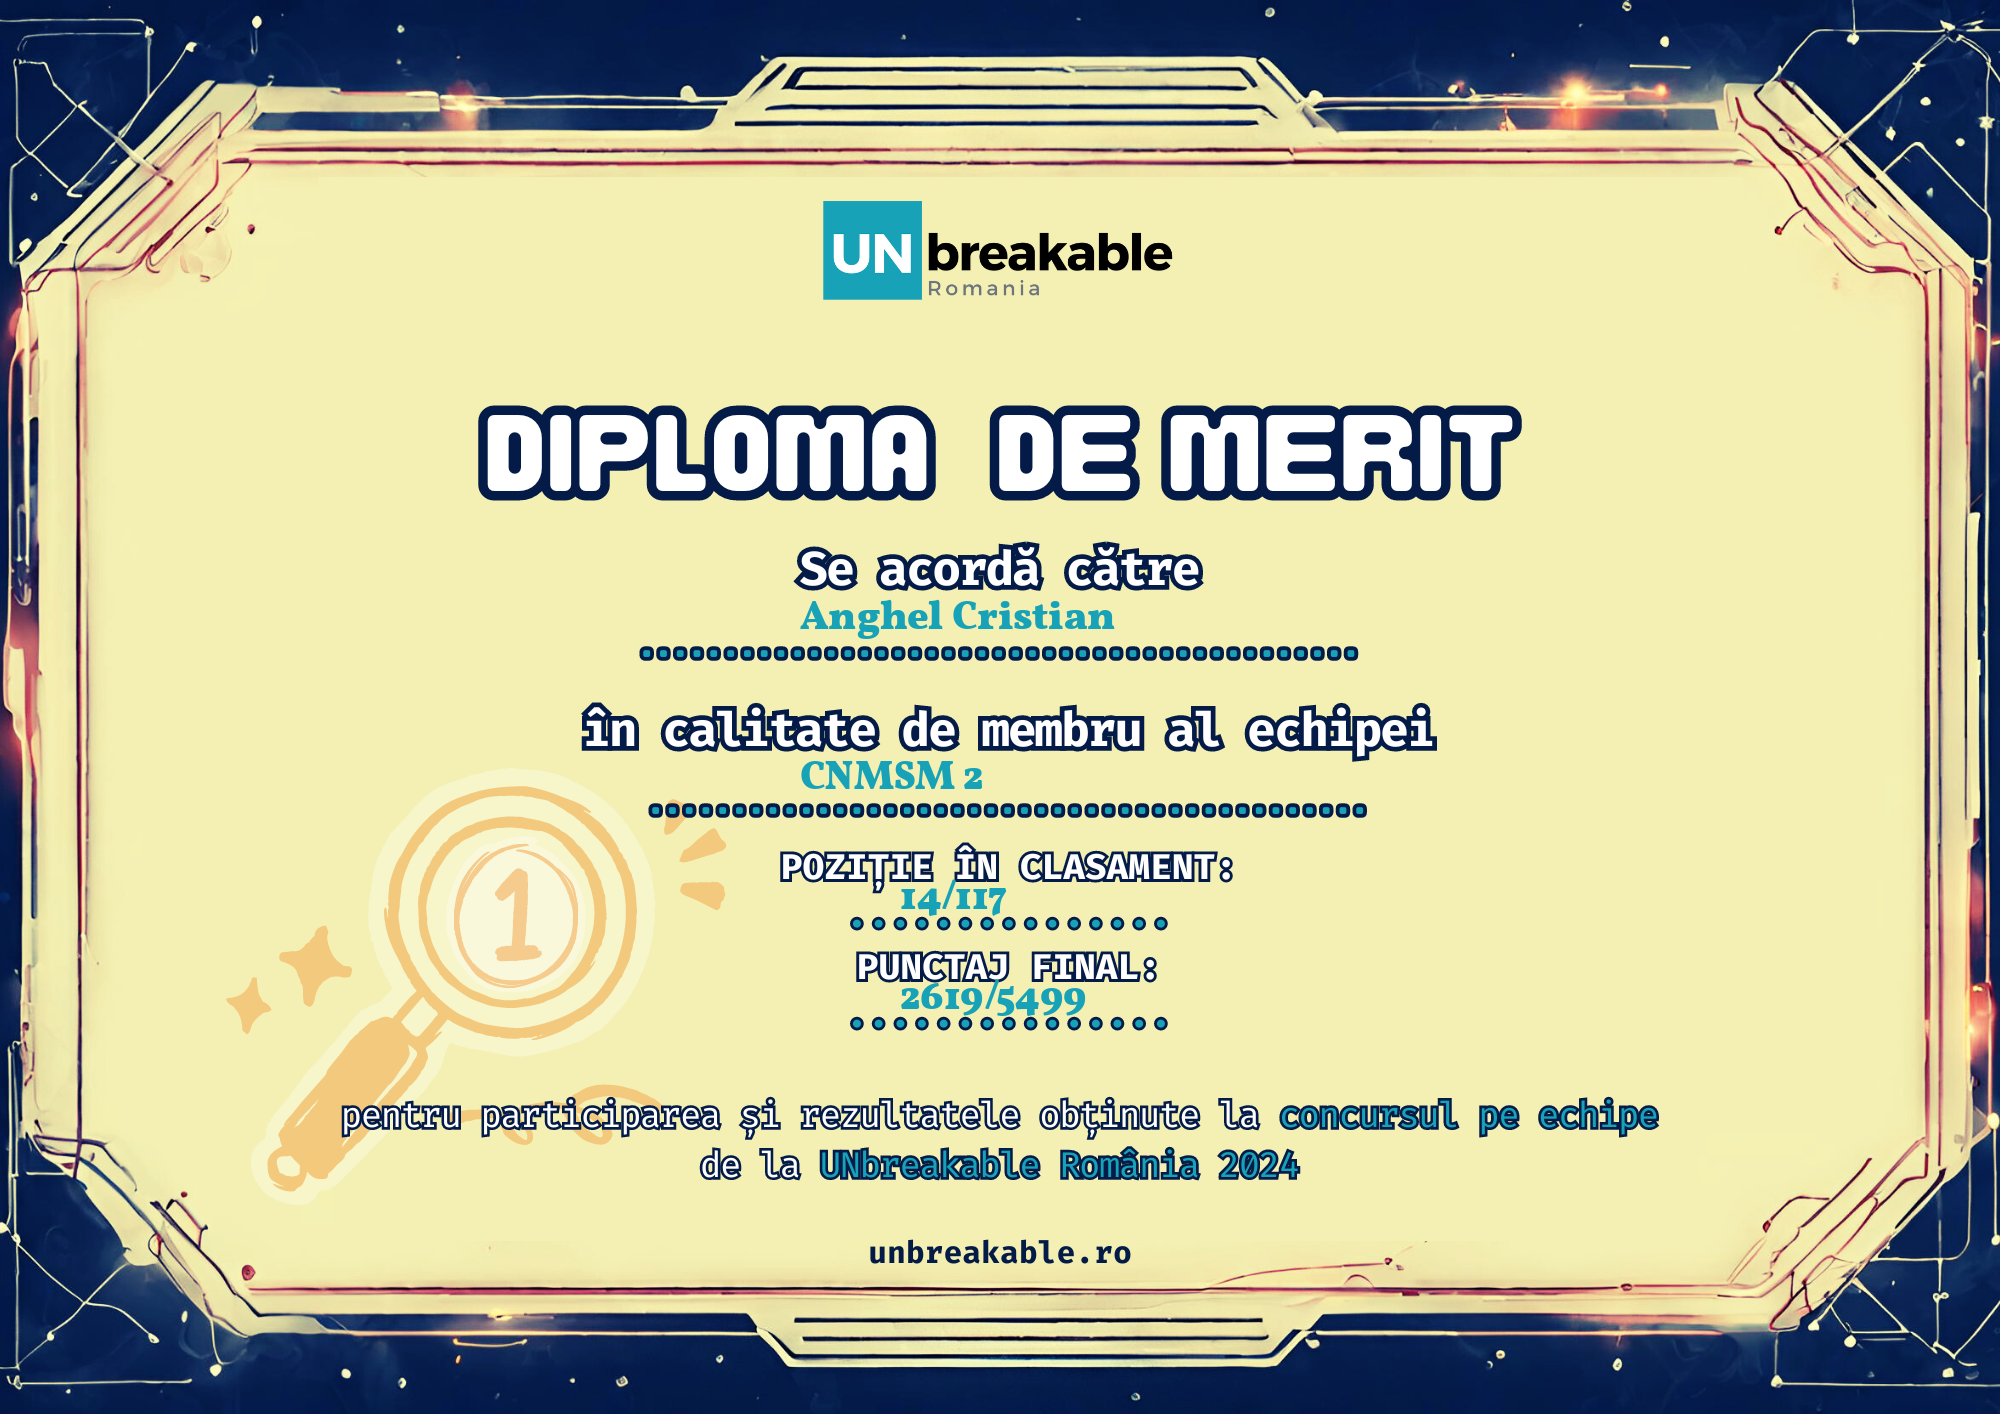 UNbreakable
Romania
DIPLOMA DE MERIT
Se acordă către
Anghel Cristian
în calitate de membru al echipei
CNMSM 2
POZIȚIE ÎN CLASAMENT:
14/117
PUNCTAJ FINAL:
2619/5499
1
pentru participarea și rezultatele obținute la concursul pe echipe
de la UNbreakable România 2024
unbreakable.ro